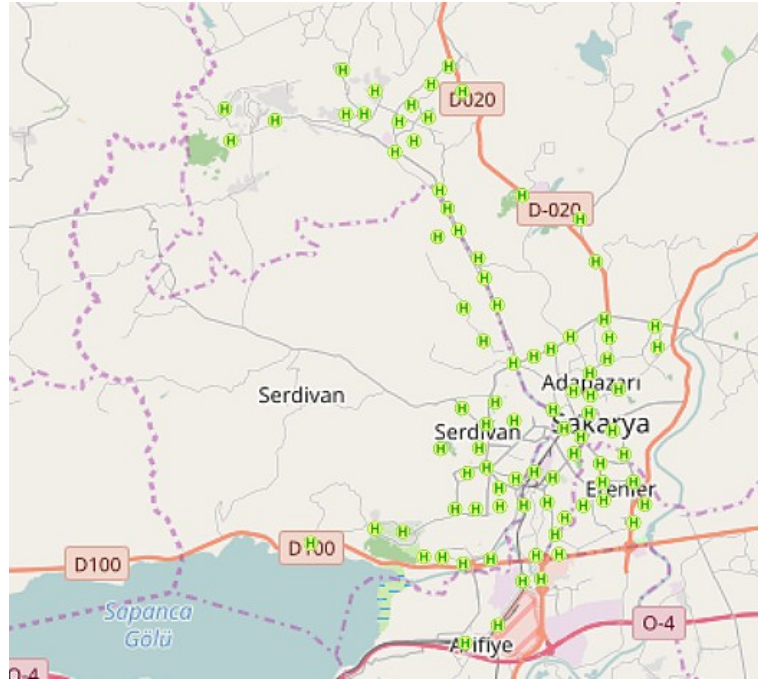 D020
D-020
Serdivan
Adapazarı
Sakarya
Serdivan
Erenler
D100
D100
Sapanca
Gölü
O-4
Arifiye
O-4